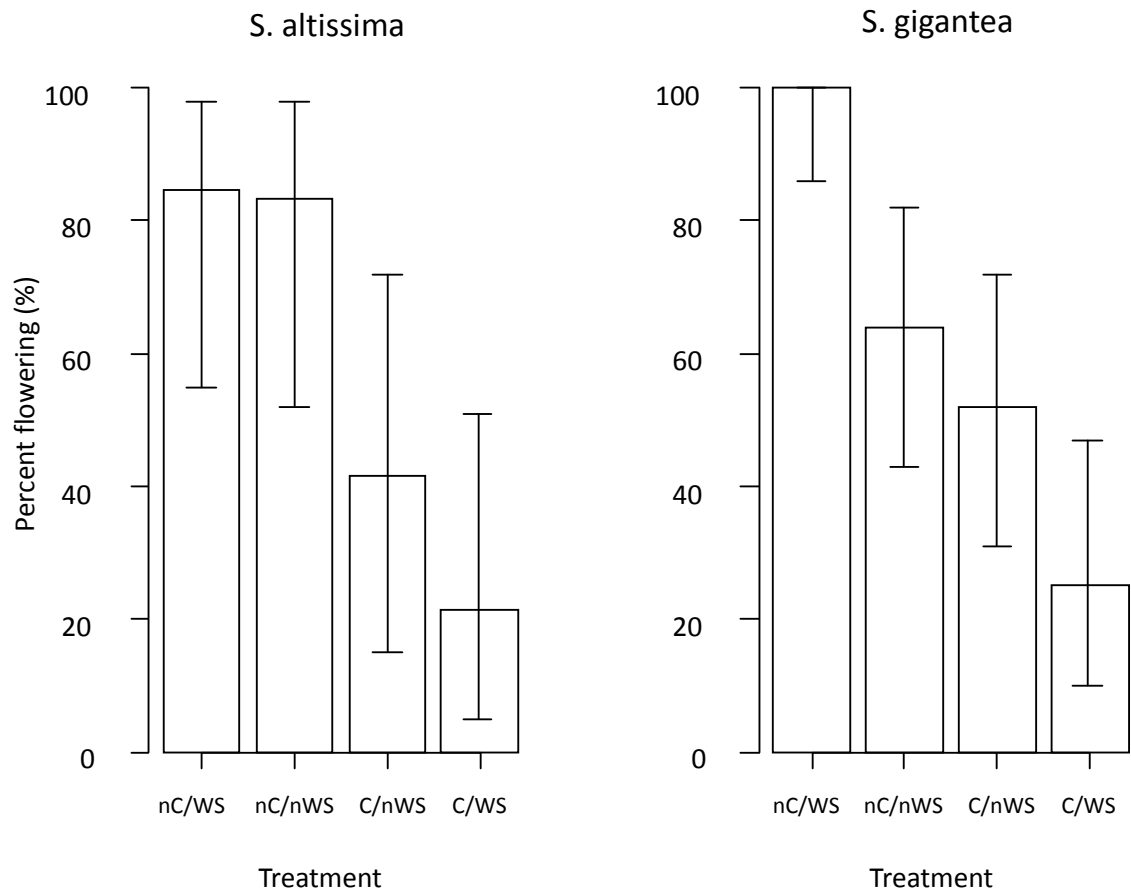 S. altissima
Percent flowering (%)
100
80
60
40
20
0
nC/WS nC/nWS C/nWS C/WS
Treatment
S. gigantea
100
80
60
40
20
0
nC/WS nC/nWS C/nWS C/WS
Treatment